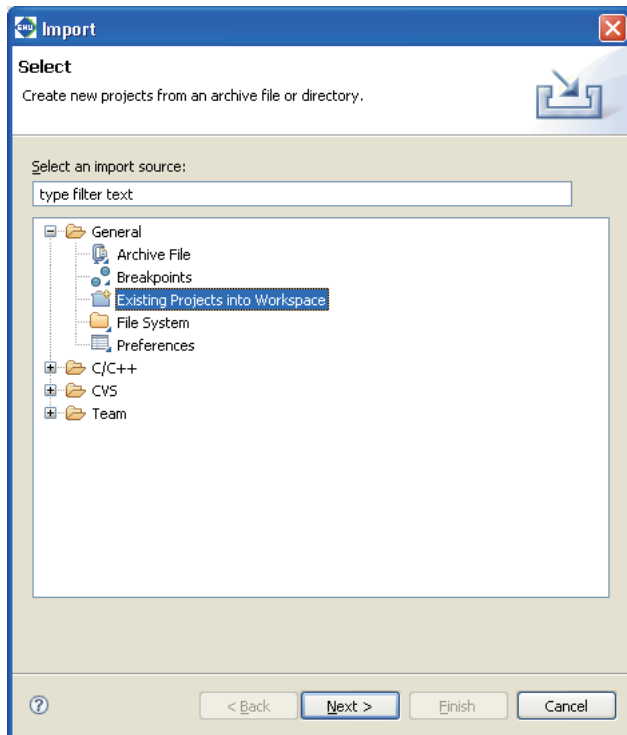 GNU Import
Select
Create new projects from an archive file or directory.
Select an import source:
type filter text
General
Archive File
Breakpoints
Existing Projects into Workspace
File System
Preferences
C/C++
CVS
Team
? < Back Next > Finish Cancel